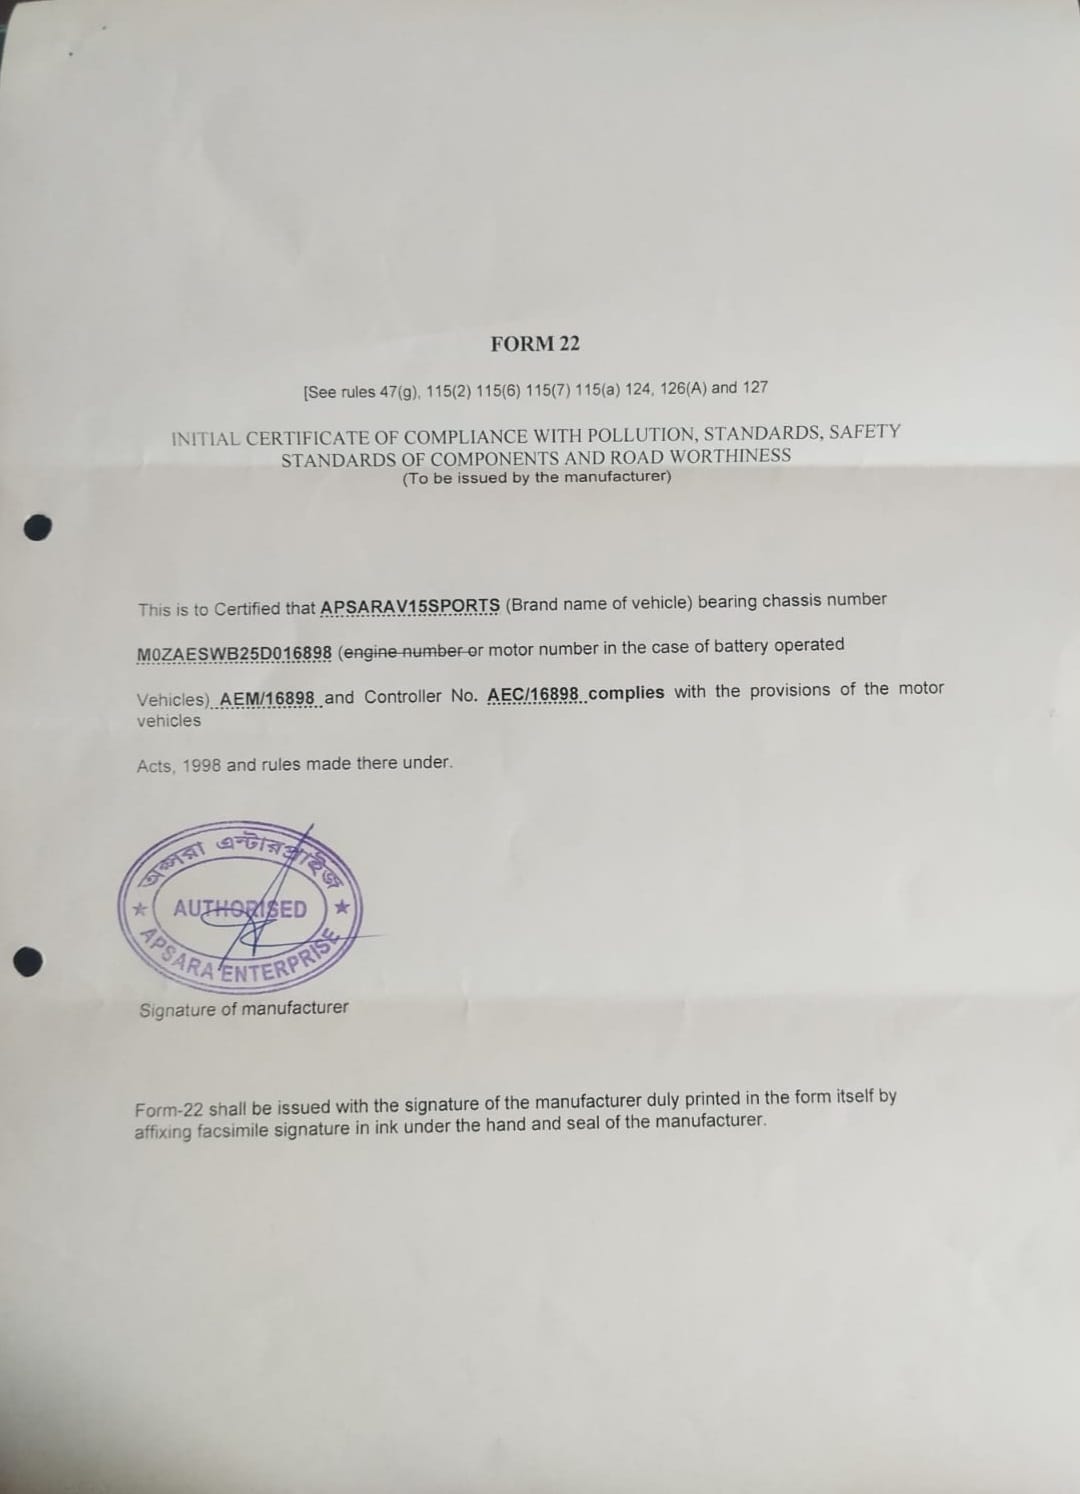 FORM 22
[See rules 47(g), 115(2) 115(6) 115(7) 115(a) 124, 126(A) and 127
INITIAL CERTIFICATE OF COMPLIANCE WITH POLLUTION, STANDARDS, SAFETY
STANDARDS OF COMPONENTS AND ROAD WORTHINESS
(To be issued by the manufacturer)
This is to Certified that APSARAV15SPORTS (Brand name of vehicle) bearing chassis number
M0ZAESWB25D016898 (engine number or motor number in the case of battery operated
Vehicles) AEM/16898 and Controller No. AEC/16898 complies with the provisions of the motor
vehicles
Acts, 1998 and rules made there under.
অপ্সরা এন্টারপ্রাইজ
AUTHORISED
APSARA ENTERPRISE
Signature of manufacturer
Form-22 shall be issued with the signature of the manufacturer duly printed in the form itself by
affixing facsimile signature in ink under the hand and seal of the manufacturer.